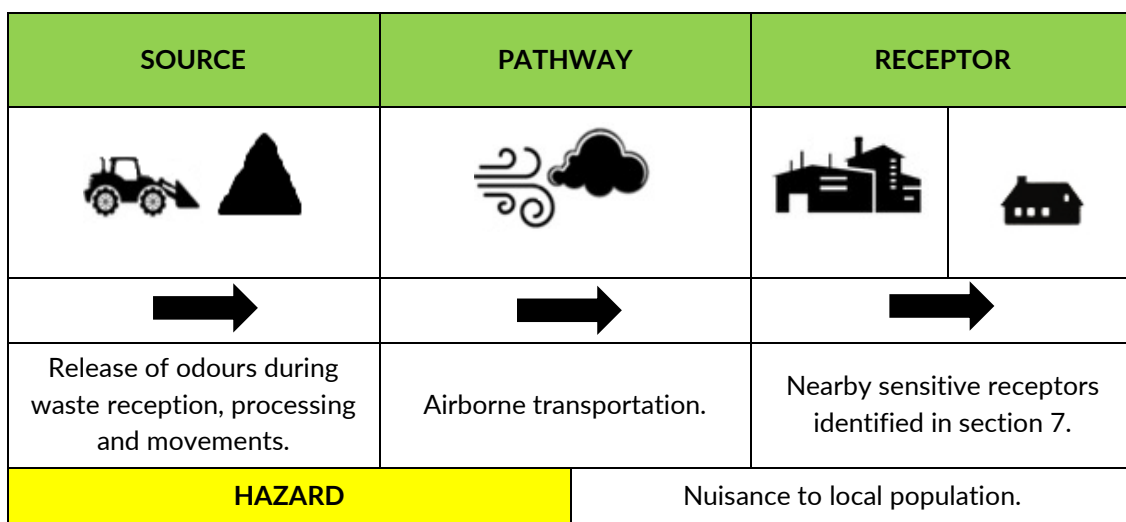 SOURCE
PATHWAY
RECEPTOR
Release of odours during
waste reception, processing
and movements.
Airborne transportation.
Nearby sensitive receptors
identified in section 7.
HAZARD
Nuisance to local population.